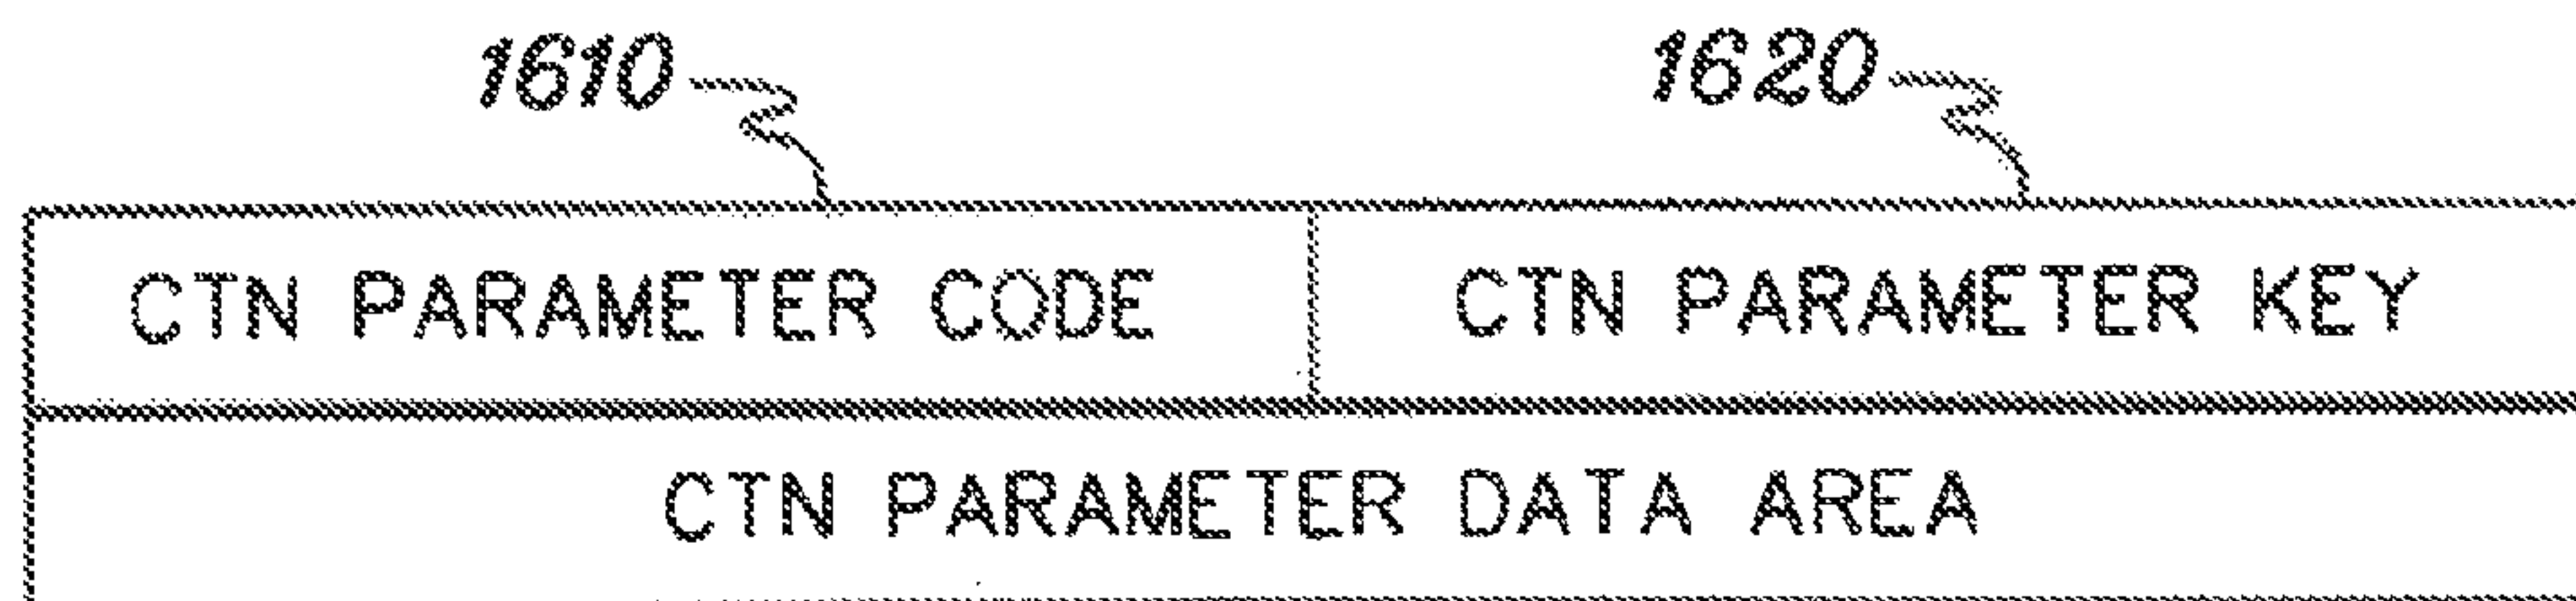 1610 1620
CTN PARAMETER CODE CTN PARAMETER KEY
CTN PARAMETER DATA AREA